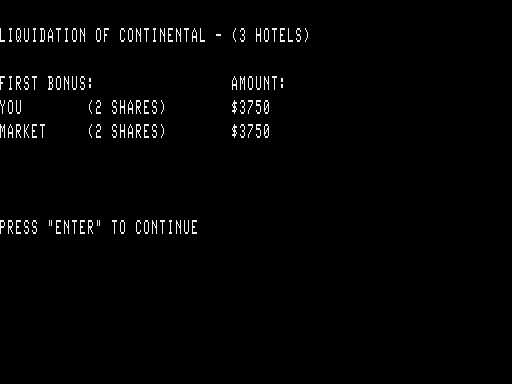 LIQUIDATION OF CONTINENTAL - (3 HOTELS)
FIRST BONUS: AMOUNT:
YOU (2 SHARES) $3750
MARKET (2 SHARES) $3750
PRESS "ENTER" TO CONTINUE